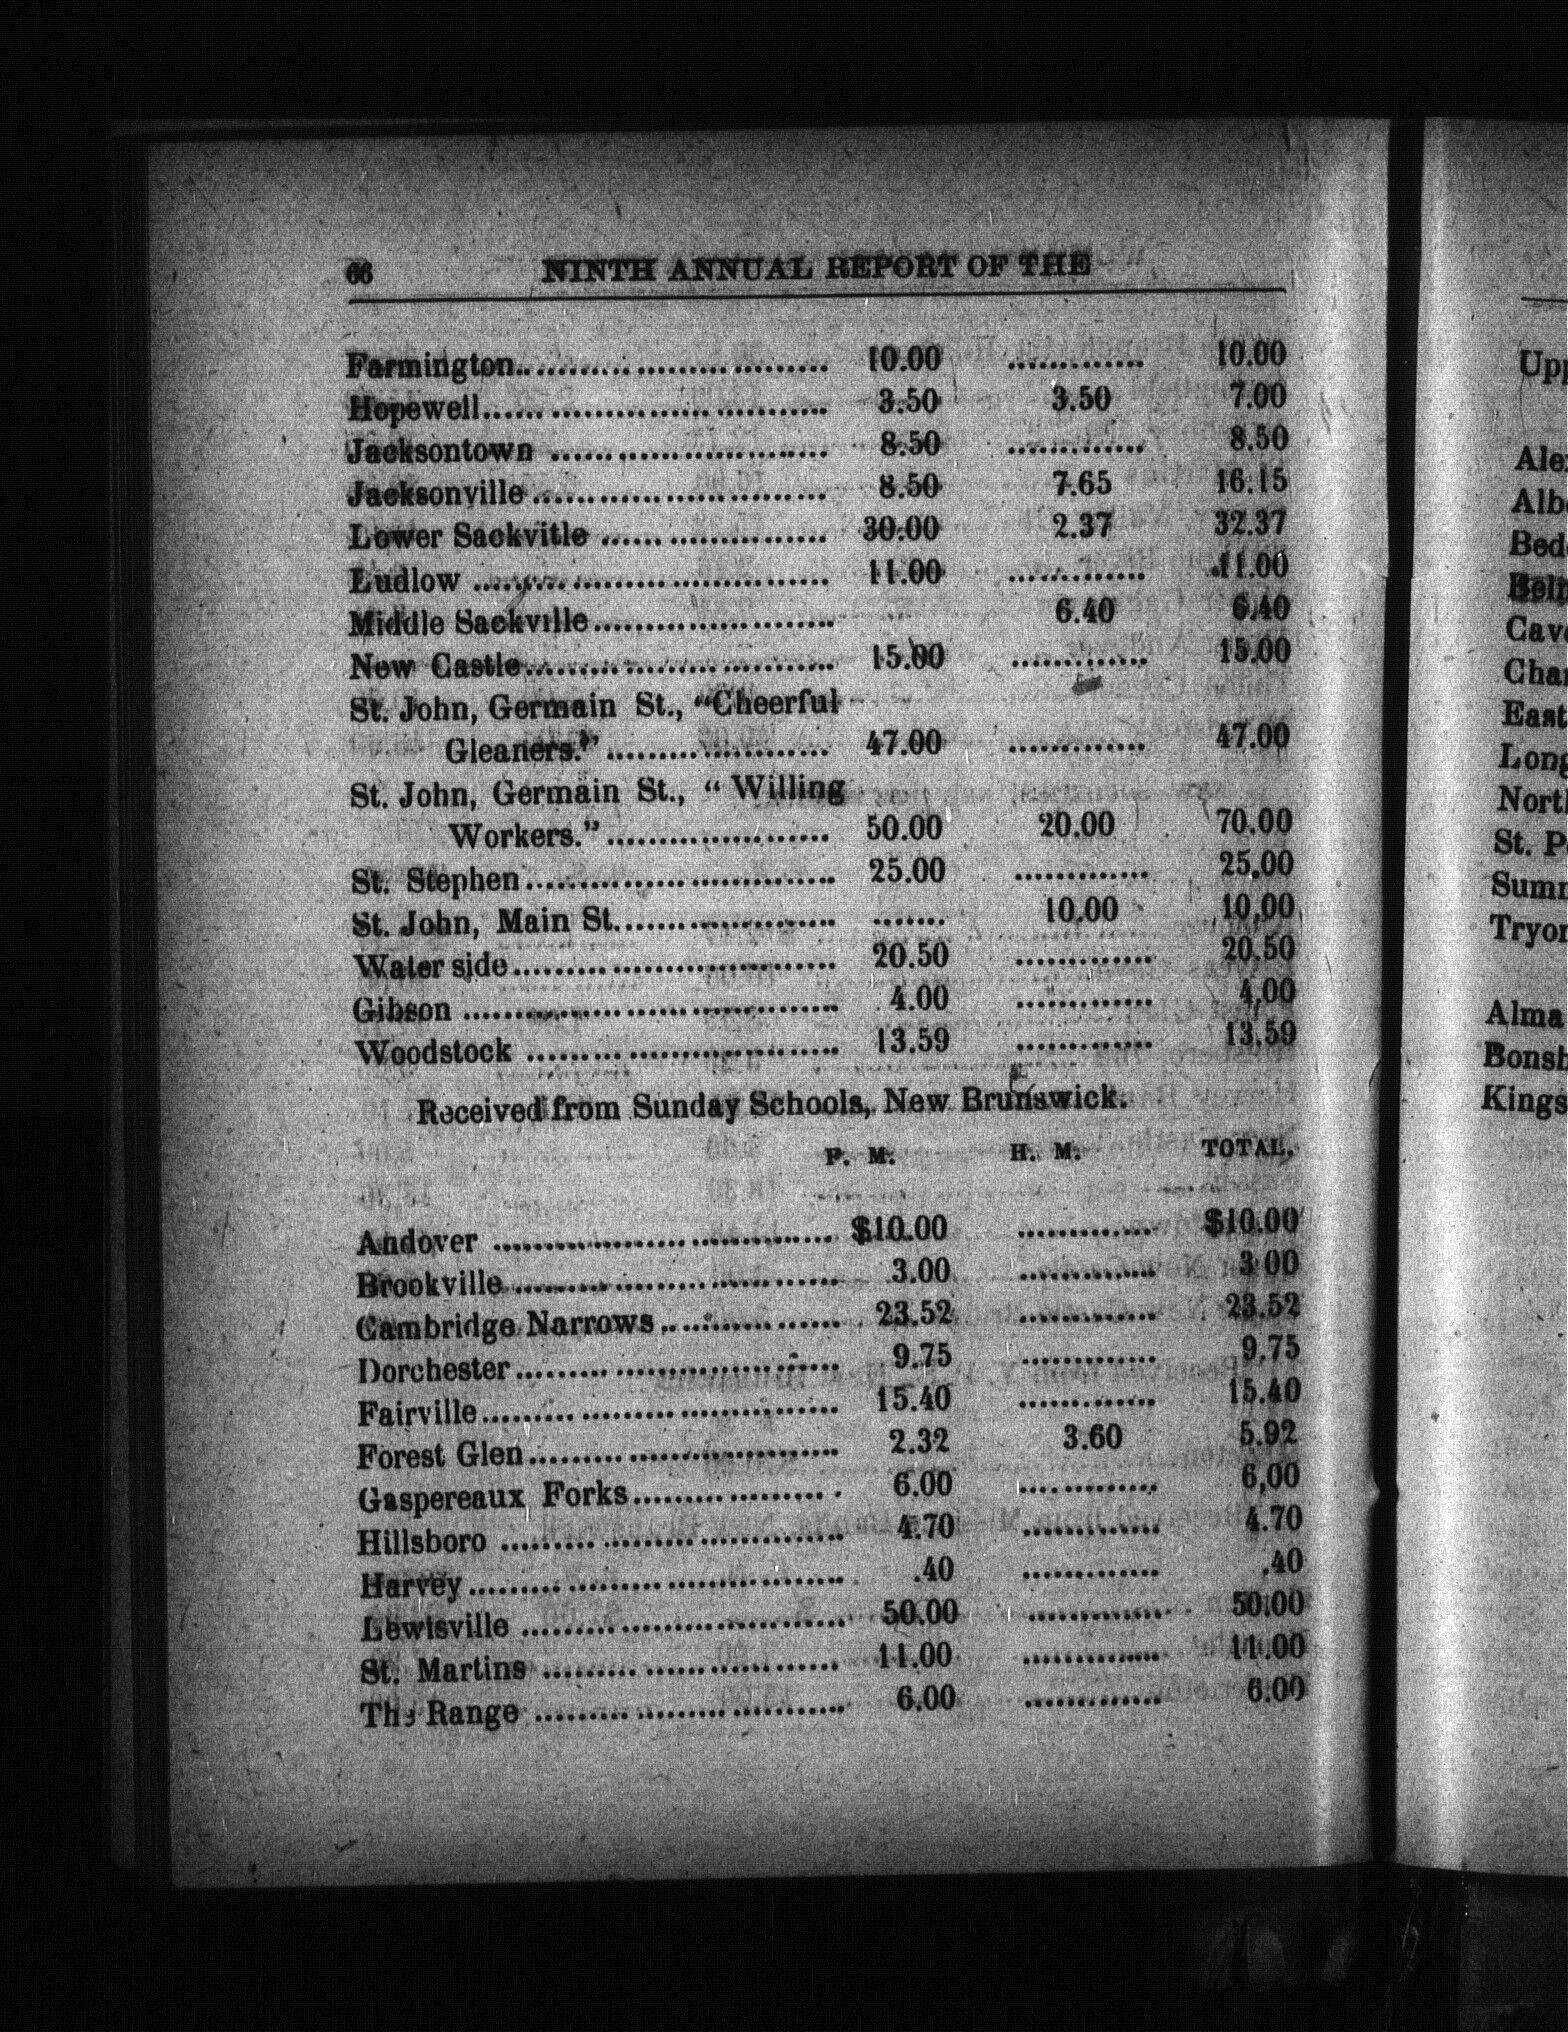 66 NINTH ANNUAL REPORT OF THE
Farmington.............................. 10.00 ............. 10.00
Hopewell................................. 3.50 3.50 7.00
Jacksontown ........................... 8.50 ............. 8.50
Jacksonville ............................ 8.50 7.65 16.15
Lower Sackvitle ...................... 30.00 2.37 32.37
Ludlow .................................. 11.00 ............. 11.00
Middle Sackville....................... 6.40 6.40
New Castle.............................. 15.00 ............. 15.00
St. John, Germain St., "Cheerful
Gleaners."...................... 47.00 ............. 47.00
St. John, Germain St., " Willing
Workers."...................... 50.00 20.00 70.00
St. Stephen.............................. 25.00 ............. 25.00
St. John, Main St..................... ....... 10.00 10.00
Water side............................... 20.50 ............. 20.50
Gibson .................................... 4.00 ............. 4.00
Woodstock .............................. 13.59 ............. 13.59
Received from Sunday Schools, New Brunswick.
F. M. H. M. TOTAL.
Andover ................................. $10.00 ............. $10.00
Brookville................................ 3.00 ............. 3 00
Cambridge Narrows ................. 23.52 ............. 23.52
Dorchester............................... 9.75 ............. 9.75
Fairville................................... 15.40 ............. 15.40
Forest Glen.............................. 2.32 3.60 5.92
Gaspereaux Forks.................... 6.00 ............. 6,00
Hillsboro ................................. 4.70 ............. 4.70
Harvey..................................... .40 ............. .40
Lewisville ................................ 50.00 ............. 50.00
St. Martins .............................. 11.00 ............. 11.00
The Range .............................. 6.00 ............. 6.00
Alma
Kings